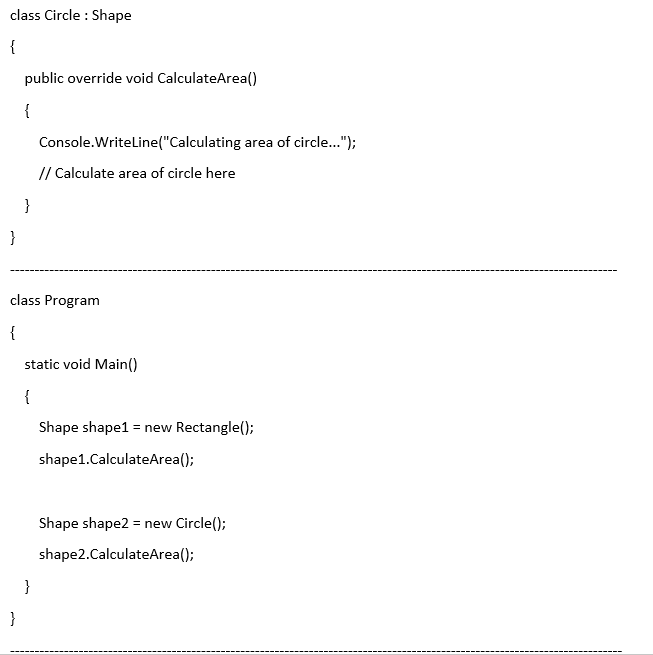 class Circle : Shape
{
public override void CalculateArea()
{
Console.WriteLine("Calculating area of circle...");
// Calculate area of circle here
}
}
--------------------------------------------------------------------------------------------------------------------------
class Program
{
static void Main()
{
Shape shape1 = new Rectangle();
shape1.CalculateArea();
Shape shape2 = new Circle();
shape2.CalculateArea();
}
}
---------------------------------------------------------------------------------------------------------------------------